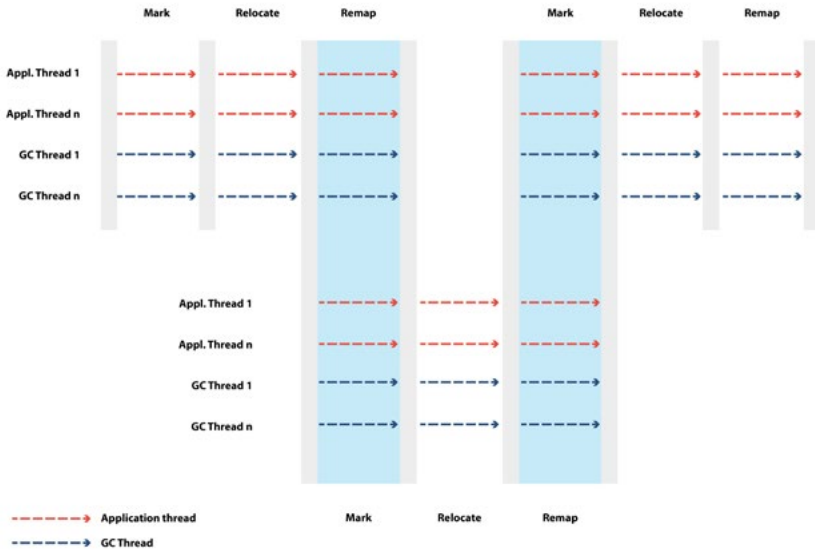 Mark Relocate Remap Mark Relocate Remap
Appl. Thread 1
Appl. Thread n
GC Thread 1
GC Thread n
Appl. Thread 1
Appl. Thread n
GC Thread 1
GC Thread n
Application thread
Mark Relocate Remap
GC Thread